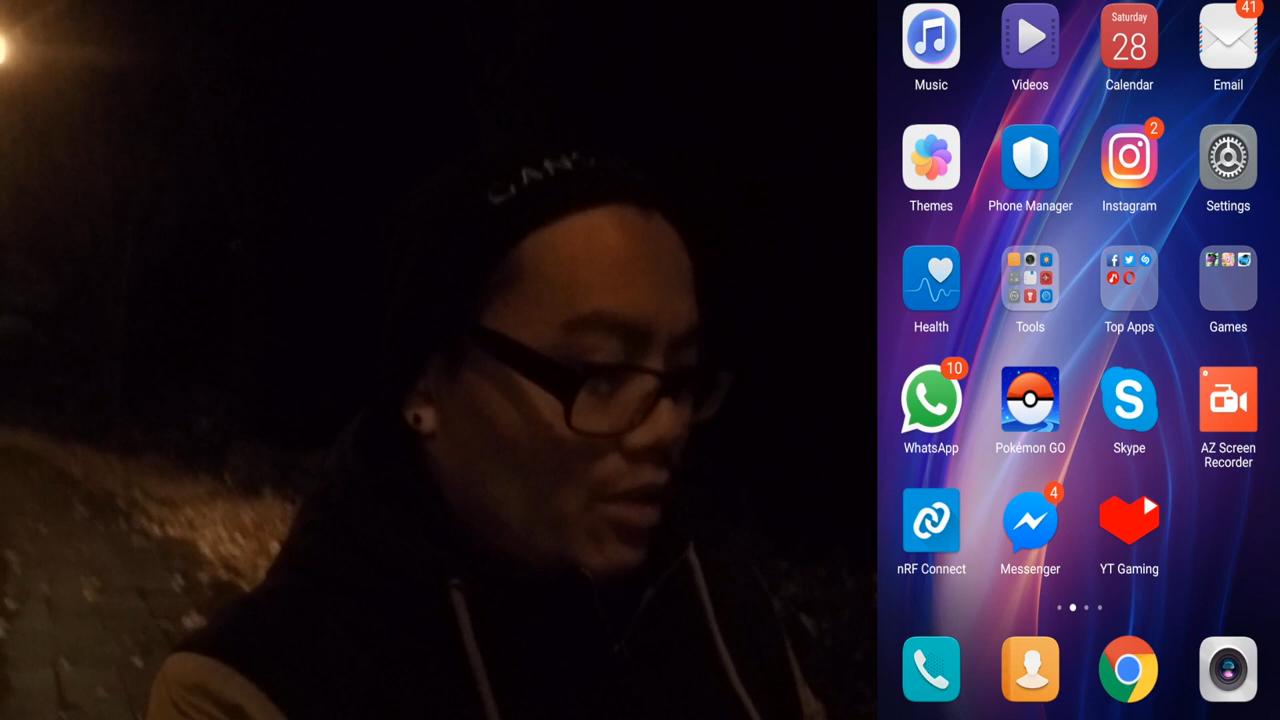 41
Saturday
28
Music
Videos
Calendar
Email
2
Themes
Phone Manager
Instagram
Settings
Health
Tools
Top Apps
Games
10
WhatsApp
Pokémon GO
Skype
AZ Screen
Recorder
4
nRF Connect
Messenger
YT Gaming